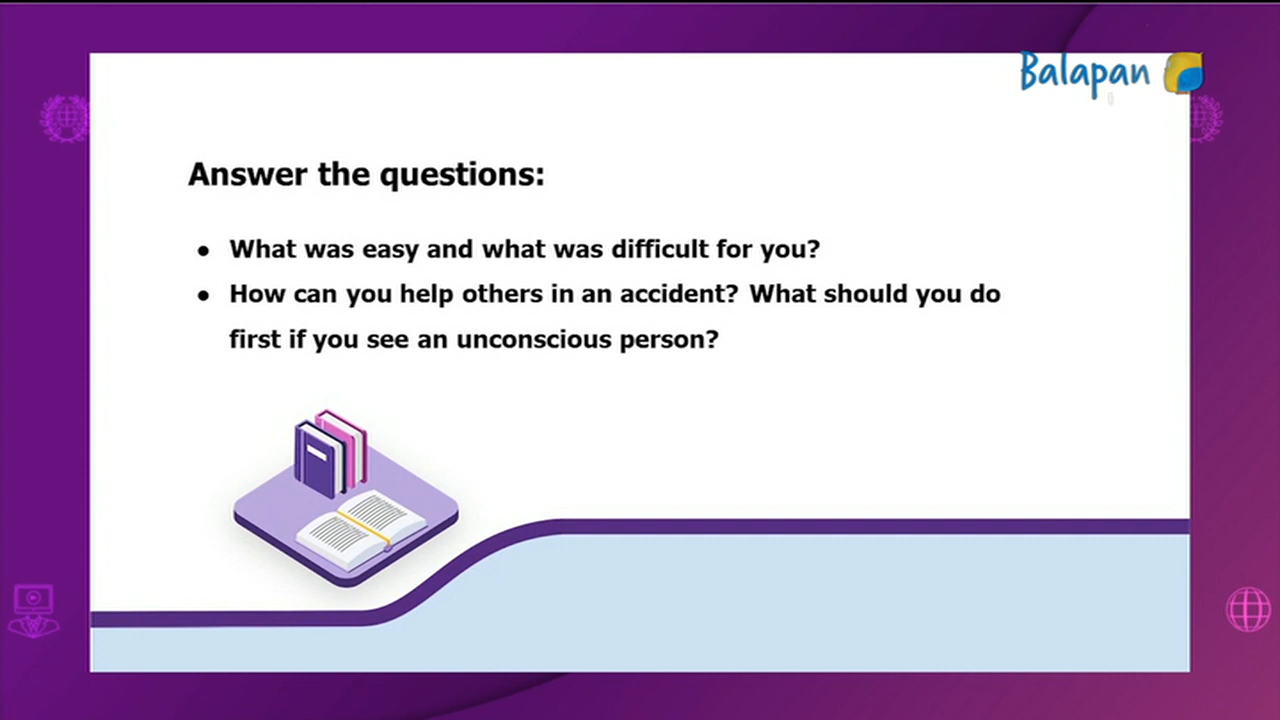 Balapan
Answer the questions:
● What was easy and what was difficult for you?
● How can you help others in an accident? What should you do
first if you see an unconscious person?